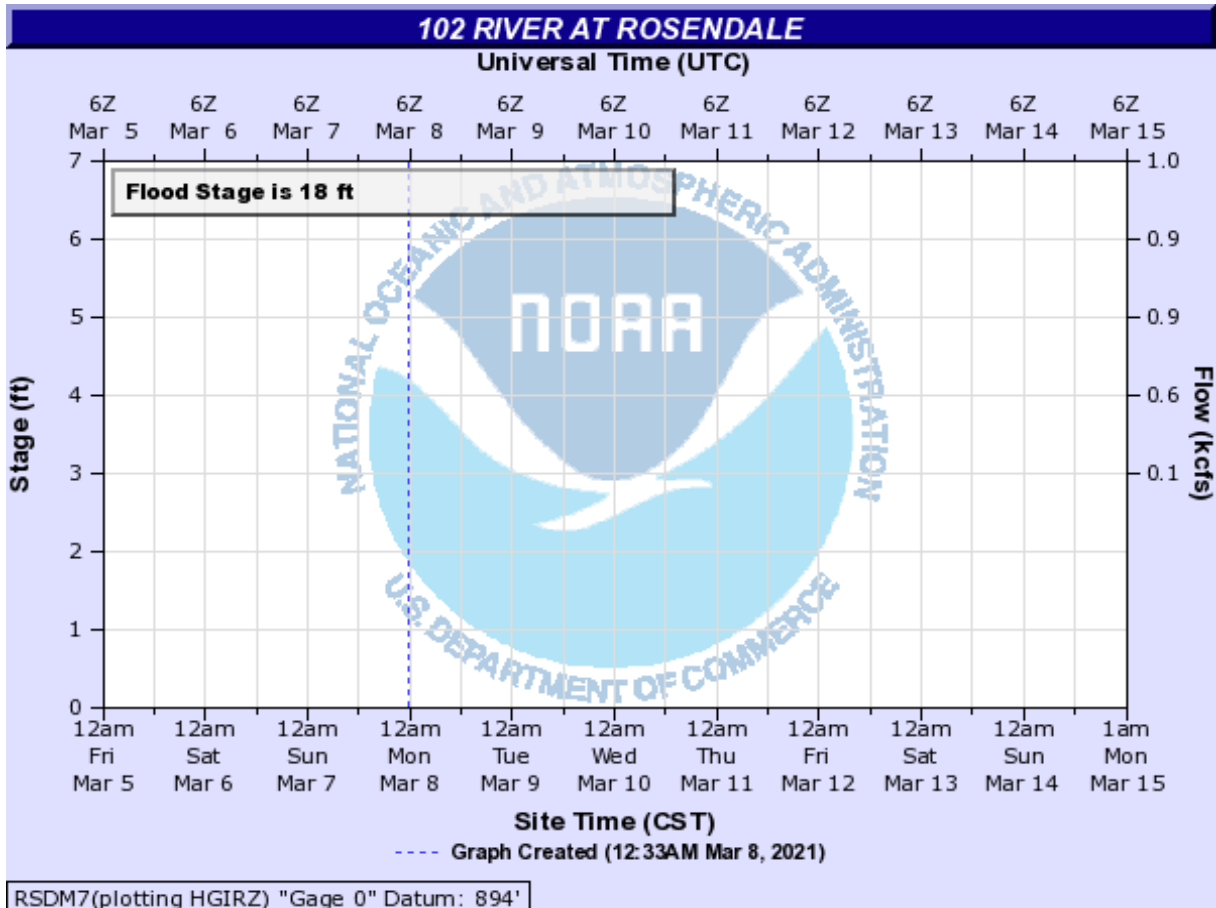 102 RIVER AT ROSENDALE
Universal Time (UTC)
6Z 6Z 6Z 6Z 6Z 6Z 6Z 6Z 6Z 6Z 6Z
Mar 5 Mar 6 Mar 7 Mar 8 Mar 9 Mar 10 Mar 11 Mar 12 Mar 13 Mar 14 Mar 15
7 1.0
Flood Stage is 18 ft
6 0.9
5 0.9
4 0.6
3 0.1
2
1
0
Stage (ft)
Flow (kcfs)
NATIONAL OCEANIC AND ATMOSPHERIC ADMINISTRATION
NOAA
U.S. DEPARTMENT OF COMMERCE
12am 12am 12am 12am 12am 12am 12am 12am 12am 12am 1am
Fri Sat Sun Mon Tue Wed Thu Fri Sat Sun Mon
Mar 5 Mar 6 Mar 7 Mar 8 Mar 9 Mar 10 Mar 11 Mar 12 Mar 13 Mar 14 Mar 15
Site Time (CST)
---- Graph Created (12:33AM Mar 8, 2021)
RSDM7(plotting HGIRZ) "Gage 0" Datum: 894'